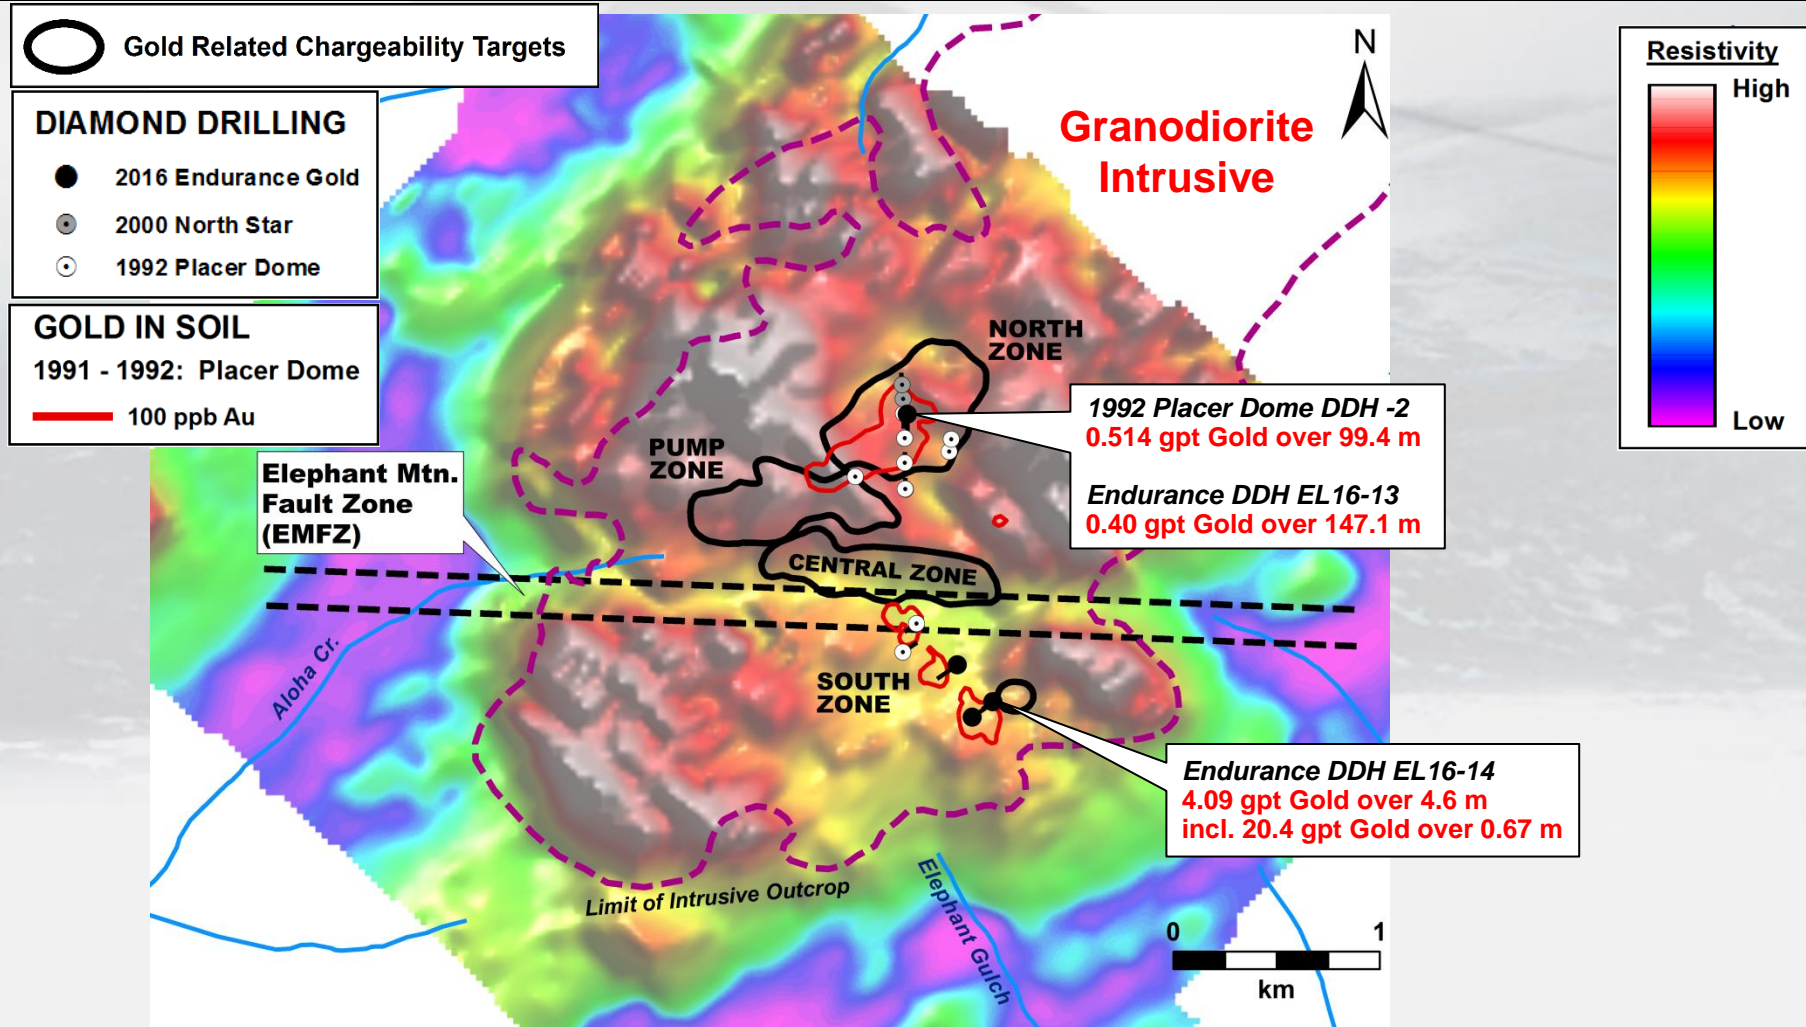 Gold Related Chargeability Targets
DIAMOND DRILLING
2016 Endurance Gold
2000 North Star
1992 Placer Dome
GOLD IN SOIL
1991 - 1992: Placer Dome
100 ppb Au
N
Granodiorite
Intrusive
Resistivity
High
Low
NORTH
ZONE
PUMP
ZONE
1992 Placer Dome DDH -2
0.514 gpt Gold over 99.4 m
Endurance DDH EL16-13
0.40 gpt Gold over 147.1 m
Elephant Mtn.
Fault Zone
(EMFZ)
CENTRAL ZONE
Aloha Cr.
SOUTH
ZONE
Endurance DDH EL16-14
4.09 gpt Gold over 4.6 m
incl. 20.4 gpt Gold over 0.67 m
Limit of Intrusive Outcrop
Elephant Gulch
0 1
km